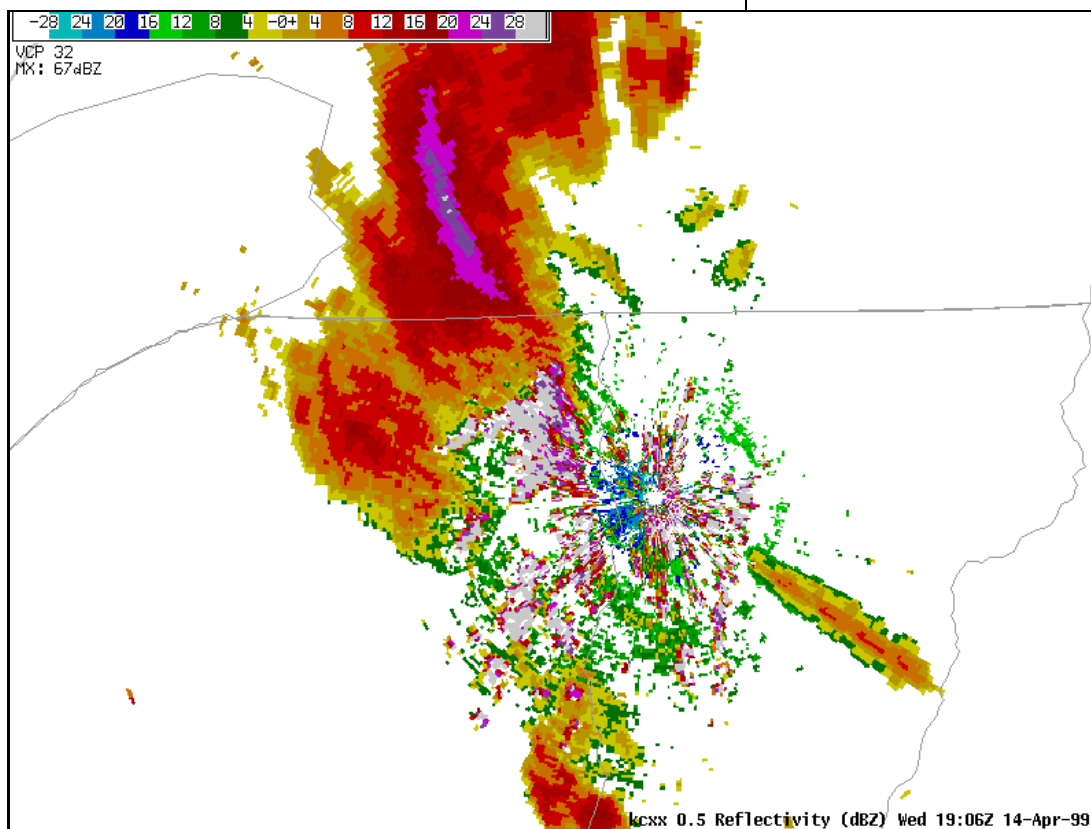 -28 24 20 16 12 8 4 -0+ 4 8 12 16 20 24 28
VCP 32
MX: 67dBZ
kcxx 0.5 Reflectivity (dBZ) Wed 19:06Z 14-Apr-99